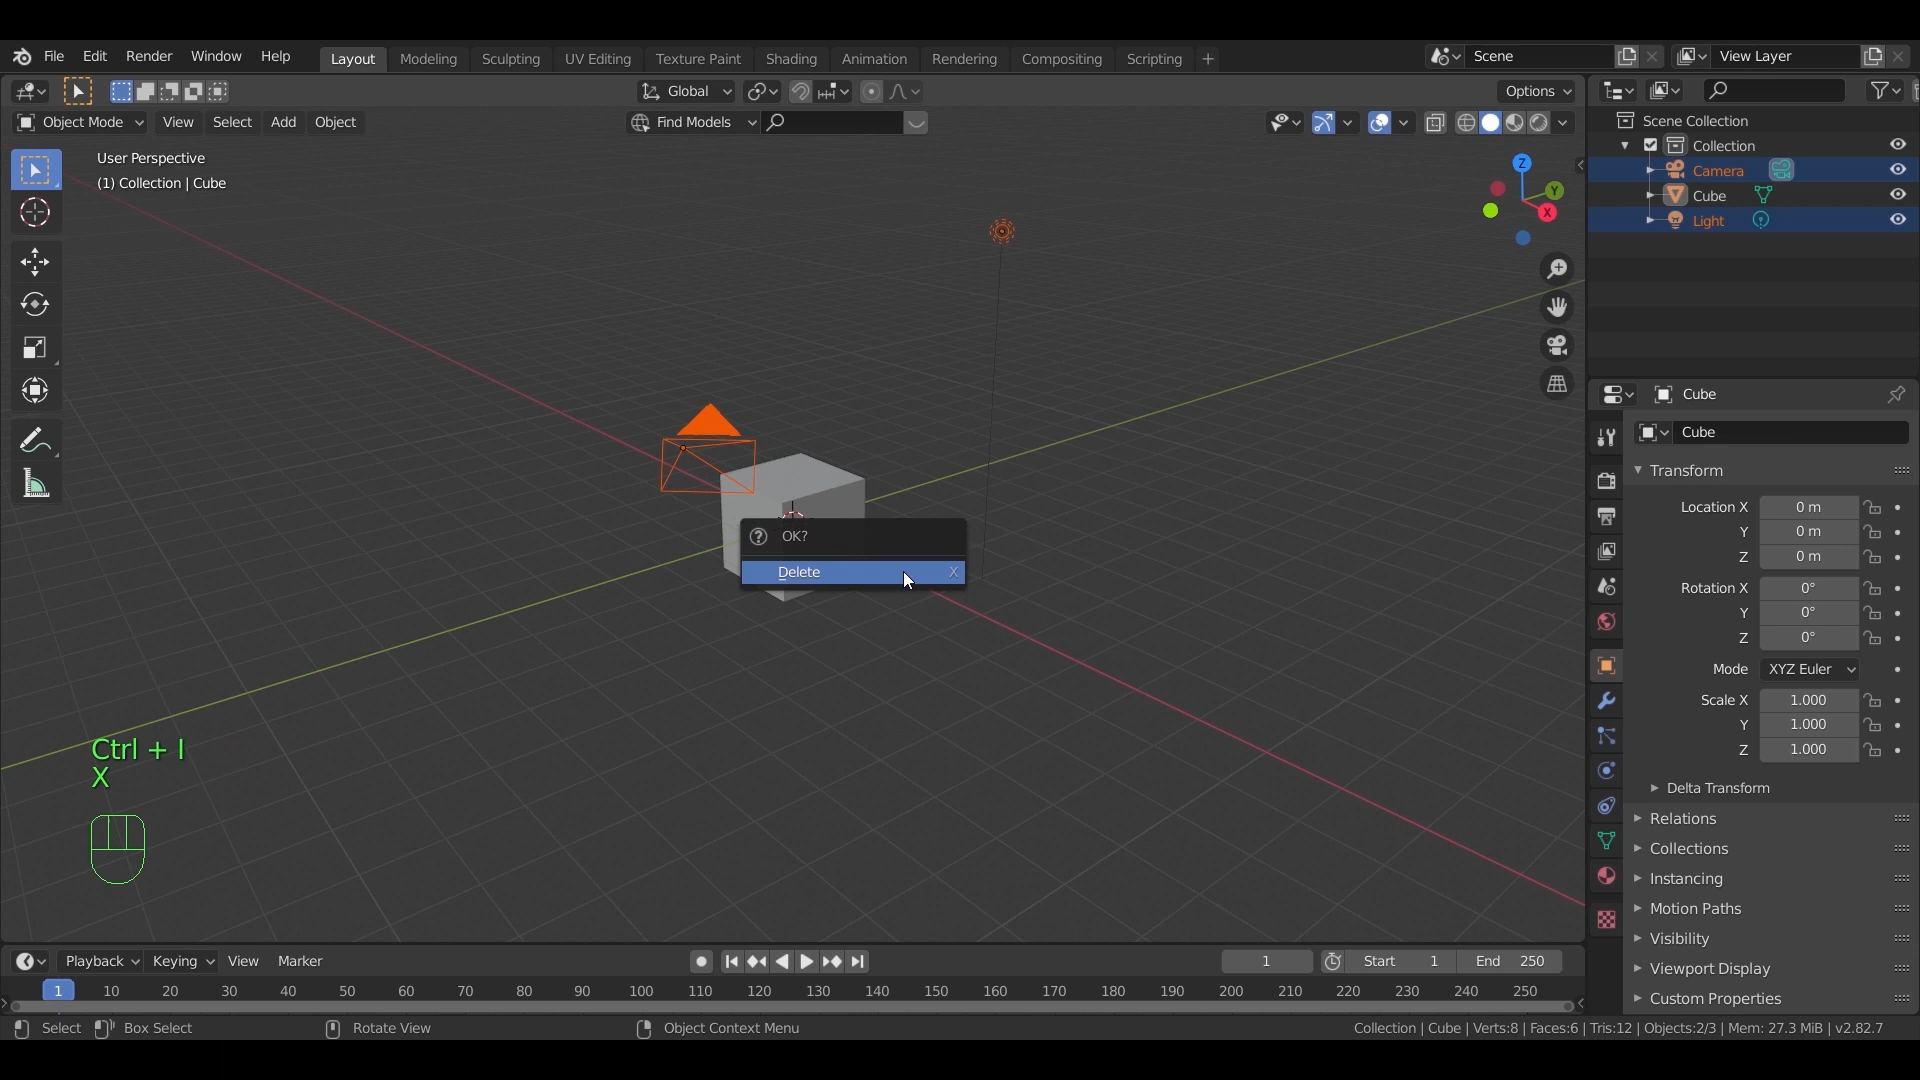 File Edit Render Window Help Layout Modeling Sculpting UV Editing Texture Paint Shading Animation Rendering Compositing Scripting + Scene View Layer
Global Options
Object Mode View Select Add Object Find Models
User Perspective
(1) Collection | Cube
Z
Y
X
Scene Collection
Collection
Camera
Cube
Light
OK?
Delete X
Ctrl + I
X
Cube
Cube
Transform
Location X 0 m
Y 0 m
Z 0 m
Rotation X 0°
Y 0°
Z 0°
Mode XYZ Euler
Scale X 1.000
Y 1.000
Z 1.000
Delta Transform
Relations
Collections
Instancing
Motion Paths
Visibility
Viewport Display
Custom Properties
Playback Keying View Marker 1 Start 1 End 250
1 10 20 30 40 50 60 70 80 90 100 110 120 130 140 150 160 170 180 190 200 210 220 230 240 250
Select Box Select Rotate View Object Context Menu Collection | Cube | Verts:8 | Faces:6 | Tris:12 | Objects:2/3 | Mem: 27.3 MiB | v2.82.7